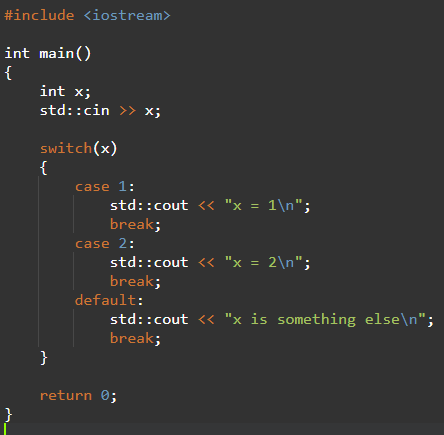 #include <iostream>

int main()
{
    int x;
    std::cin >> x;

    switch(x)
    {
        case 1:
            std::cout << "x = 1\n";
            break;
        case 2:
            std::cout << "x = 2\n";
            break;
        default:
            std::cout << "x is something else\n";
            break;
    }

    return 0;
}